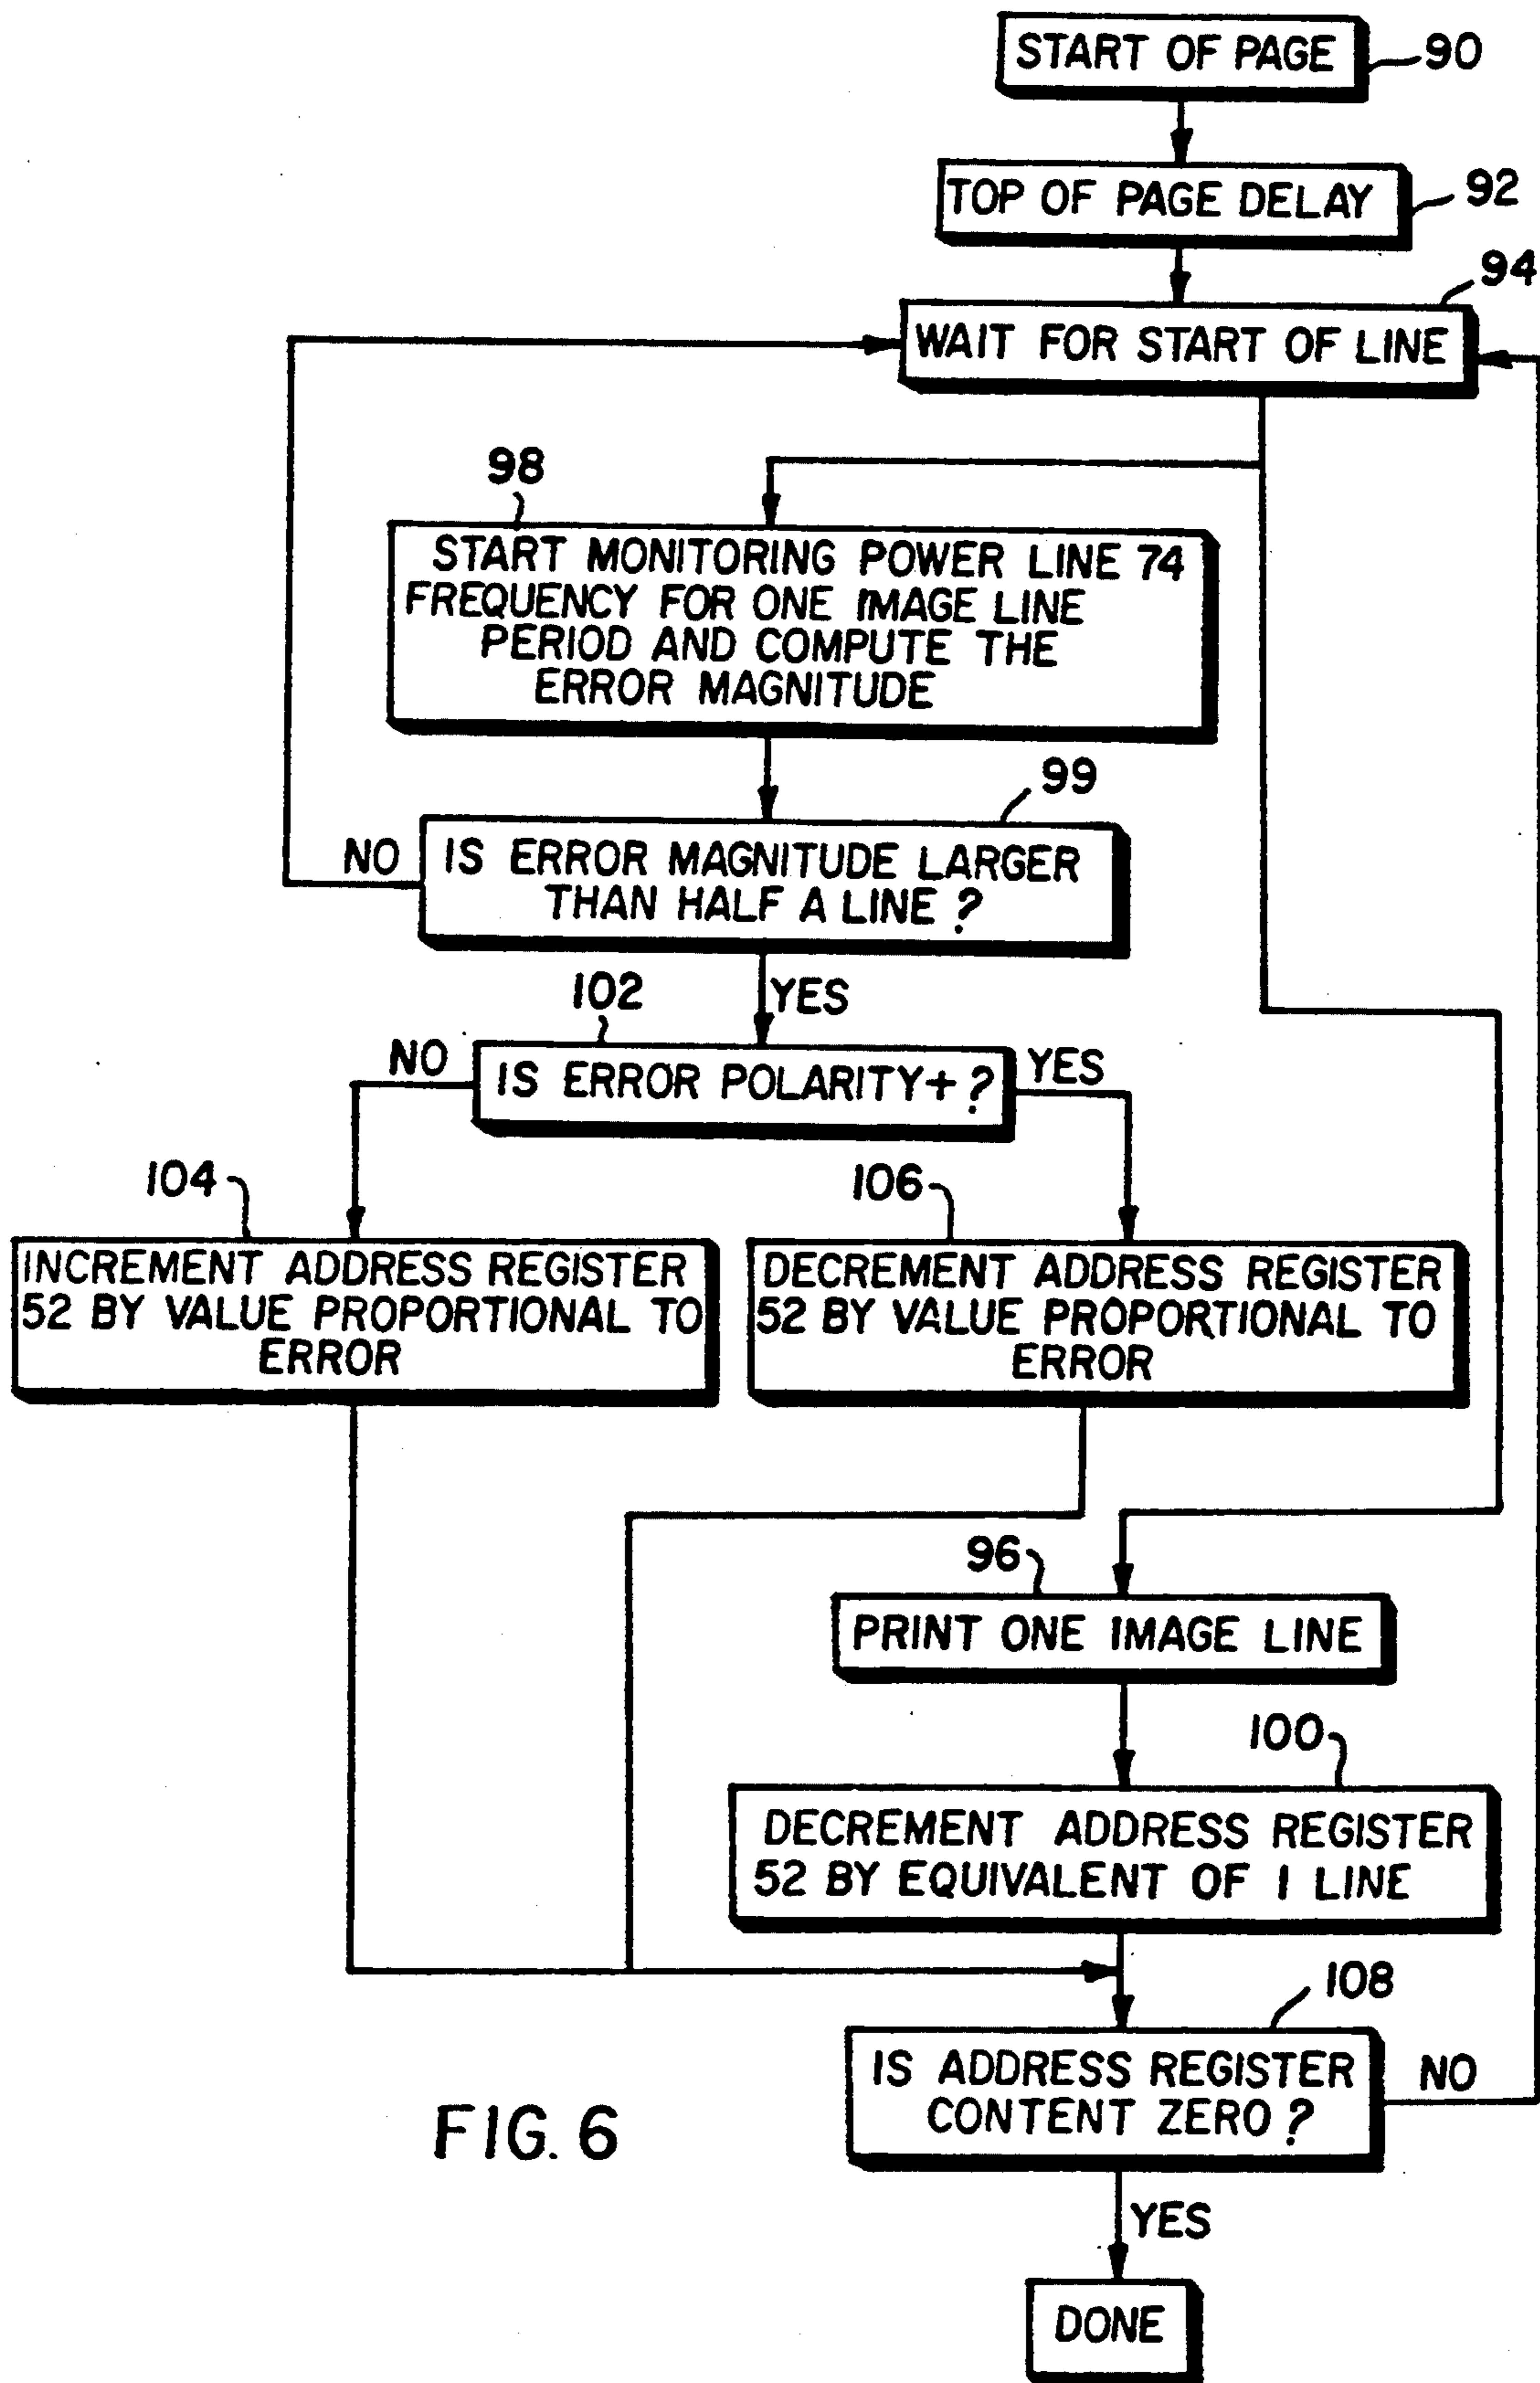 START OF PAGE
90
TOP OF PAGE DELAY
92
94
WAIT FOR START OF LINE
98
START MONITORING POWER LINE 74
FREQUENCY FOR ONE IMAGE LINE
PERIOD AND COMPUTE THE
ERROR MAGNITUDE
99
NO
IS ERROR MAGNITUDE LARGER
THAN HALF A LINE ?
102
YES
NO
IS ERROR POLARITY+ ?
YES
104
INCREMENT ADDRESS REGISTER
52 BY VALUE PROPORTIONAL TO
ERROR
106
DECREMENT ADDRESS REGISTER
52 BY VALUE PROPORTIONAL TO
ERROR
96
PRINT ONE IMAGE LINE
100
DECREMENT ADDRESS REGISTER
52 BY EQUIVALENT OF 1 LINE
108
IS ADDRESS REGISTER
CONTENT ZERO ?
NO
YES
DONE
FIG. 6